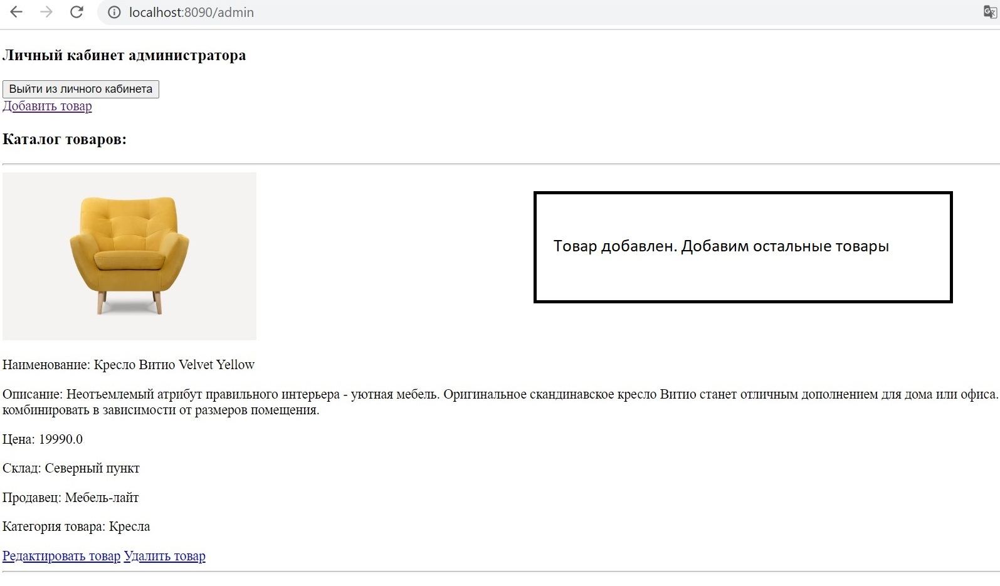 localhost:8090/admin
Личный кабинет администратора
Выйти из личного кабинета
Добавить товар
Каталог товаров:
Товар добавлен. Добавим остальные товары
Наименование: Кресло Витио Velvet Yellow
Описание: Неотъемлемый атрибут правильного интерьера - уютная мебель. Оригинальное скандинавское кресло Витио станет отличным дополнением для дома или офиса.
комбинировать в зависимости от размеров помещения.
Цена: 19990.0
Склад: Северный пункт
Продавец: Мебель-лайт
Категория товара: Кресла
Редактировать товар Удалить товар